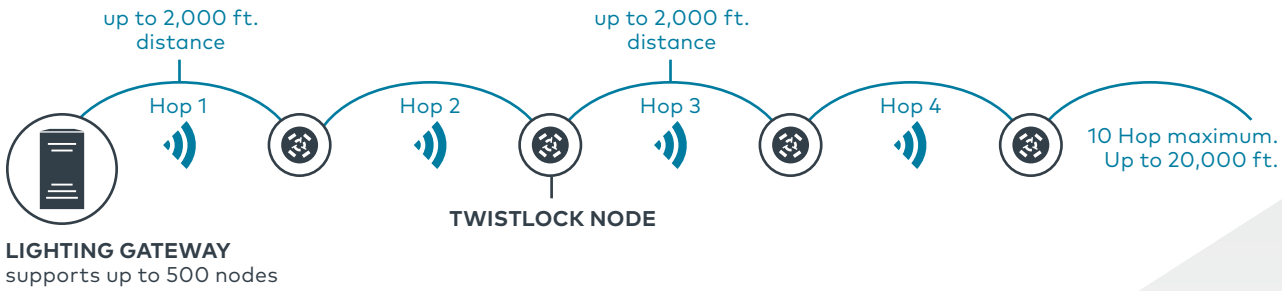 up to 2,000 ft.
distance
up to 2,000 ft.
distance
Hop 1
Hop 2
Hop 3
Hop 4
10 Hop maximum.
Up to 20,000 ft.
TWISTLOCK NODE
LIGHTING GATEWAY
supports up to 500 nodes